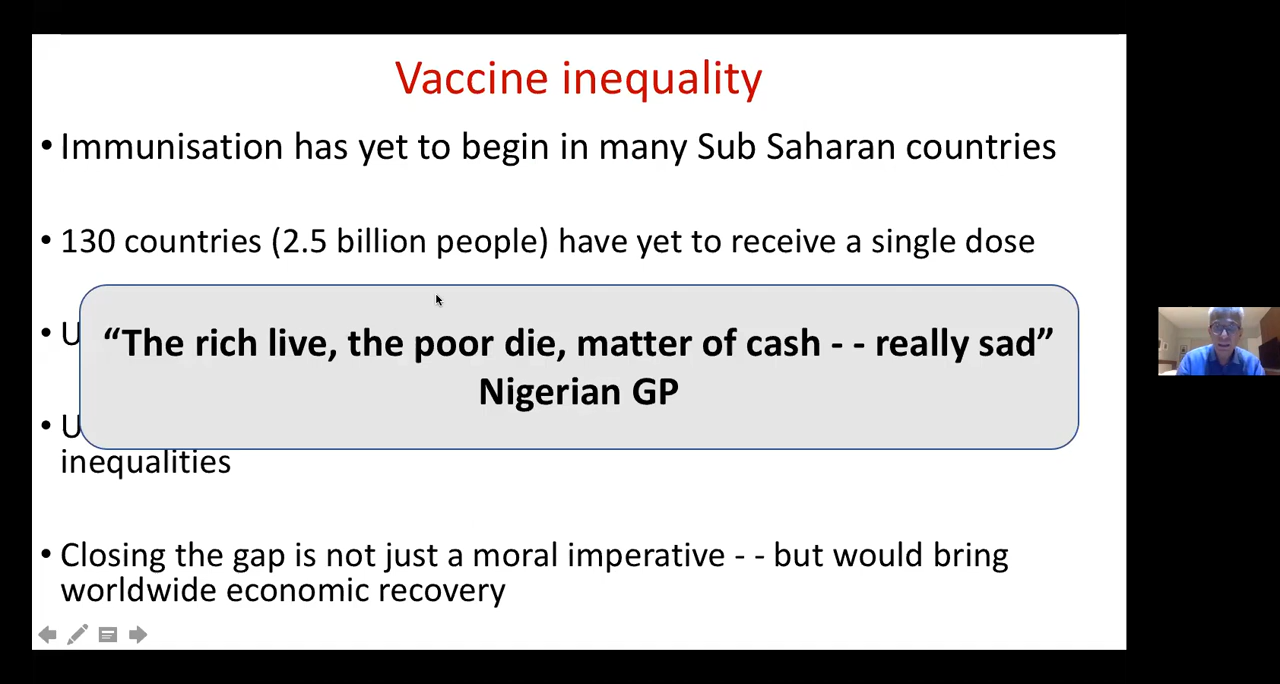 Vaccine inequality
• Immunisation has yet to begin in many Sub Saharan countries
• 130 countries (2.5 billion people) have yet to receive a single dose
“The rich live, the poor die, matter of cash - - really sad”
Nigerian GP
inequalities
• Closing the gap is not just a moral imperative - - but would bring
worldwide economic recovery